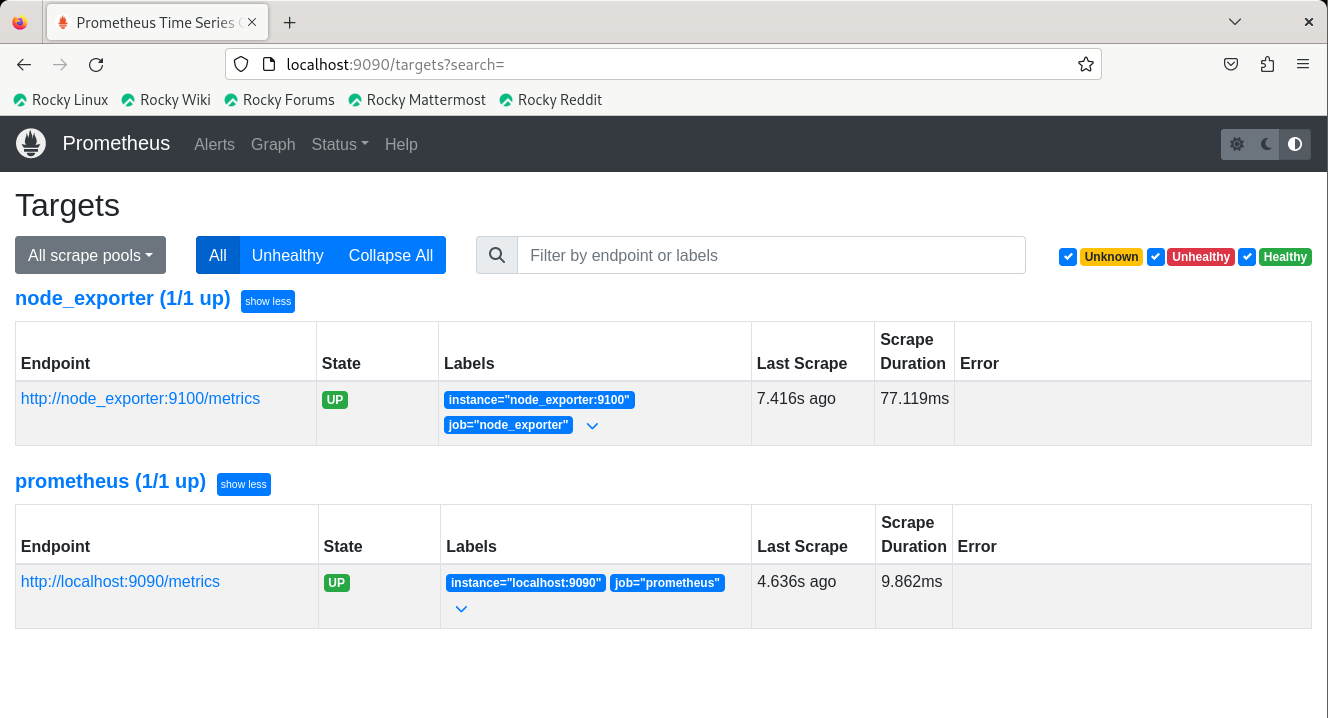 Prometheus Time Series
localhost:9090/targets?search=
Rocky Linux Rocky Wiki Rocky Forums Rocky Mattermost Rocky Reddit
Prometheus Alerts Graph Status Help
Targets
All scrape pools All Unhealthy Collapse All Filter by endpoint or labels Unknown Unhealthy Healthy
node_exporter (1/1 up) show less
Scrape
Endpoint State Labels Last Scrape Duration Error
http://node_exporter:9100/metrics UP instance="node_exporter:9100" 7.416s ago 77.119ms
job="node_exporter"
prometheus (1/1 up) show less
Scrape
Endpoint State Labels Last Scrape Duration Error
http://localhost:9090/metrics UP instance="localhost:9090" job="prometheus" 4.636s ago 9.862ms